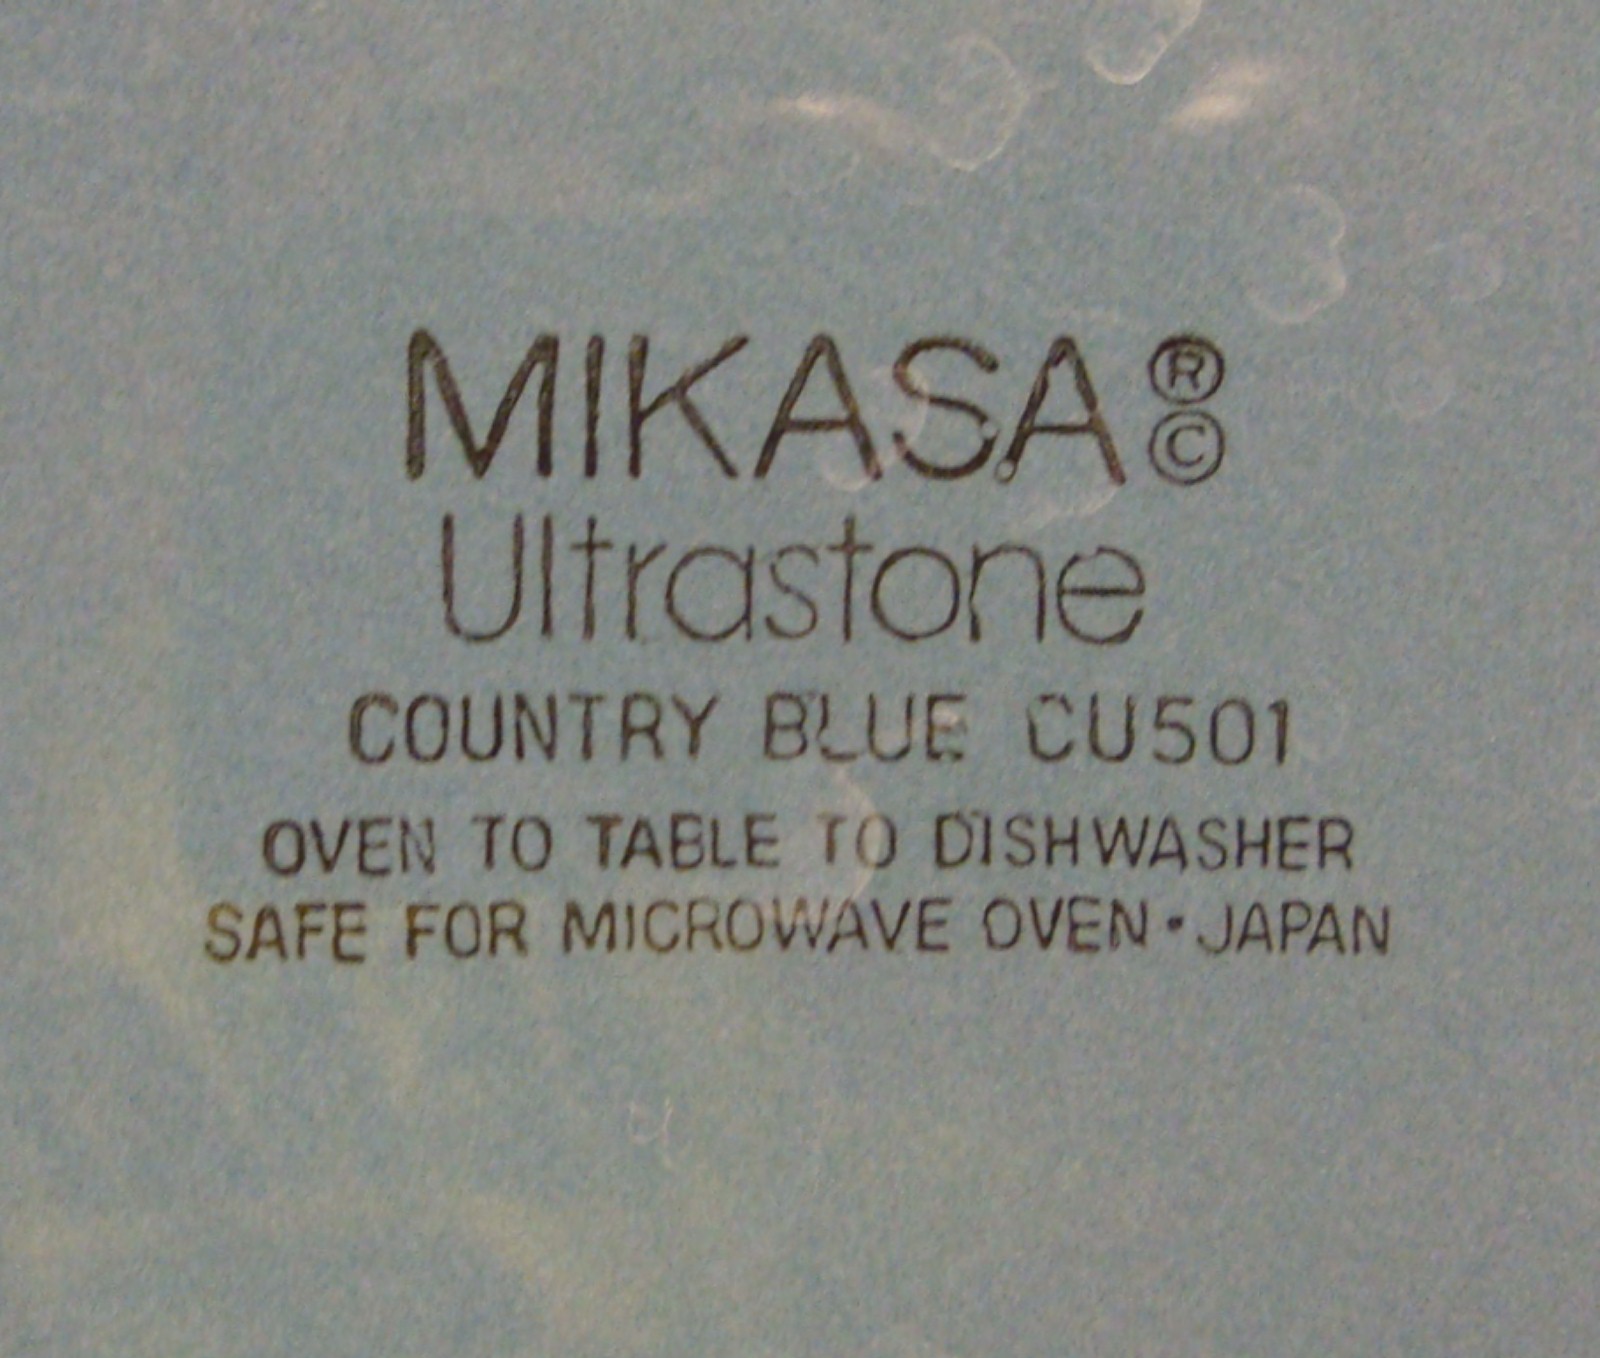 MIKASA®©
Ultrastone
COUNTRY BLUE CU501
OVEN TO TABLE TO DISHWASHER
SAFE FOR MICROWAVE OVEN·JAPAN